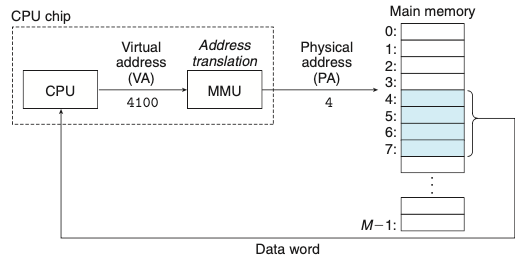 CPU chip
CPU
Virtual
address
(VA)
4100
Address
translation
MMU
Physical
address
(PA)
4
Main memory
0:
1:
2:
3:
4:
5:
6:
7:
⋮
M−1:
Data word